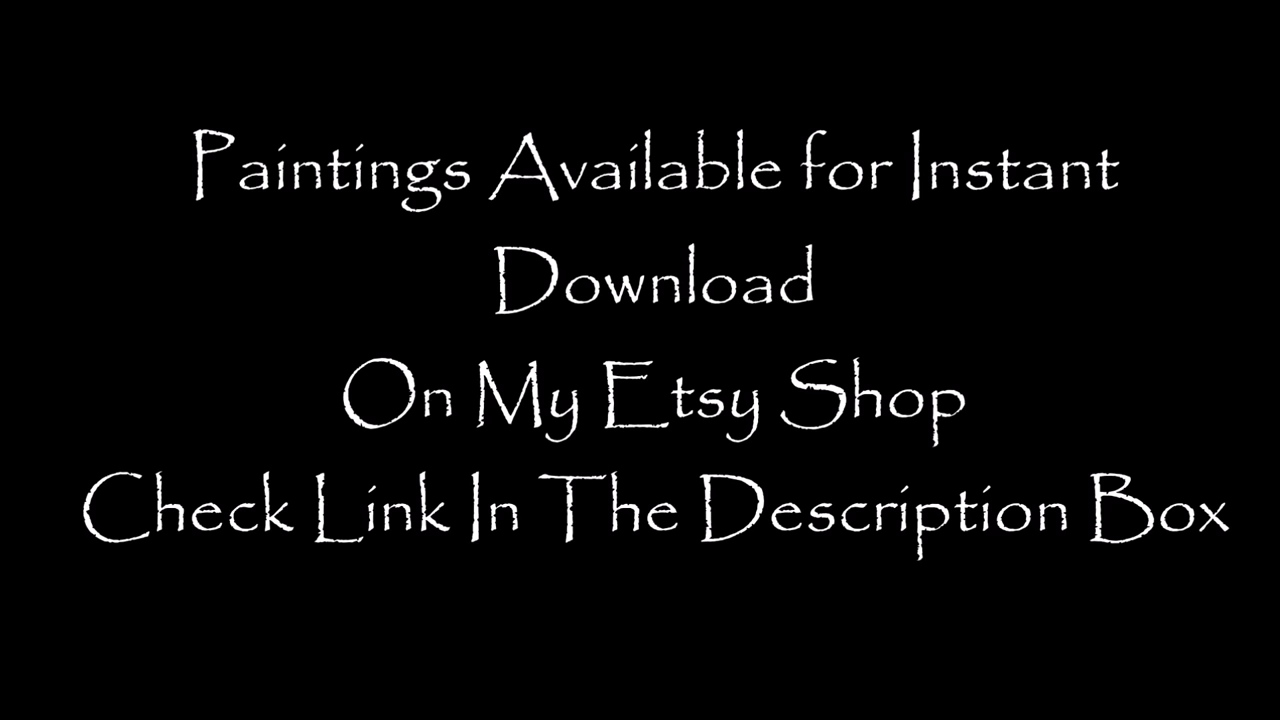 Paintings Available for Instant
Download
On My Etsy Shop
Check Link In The Description Box